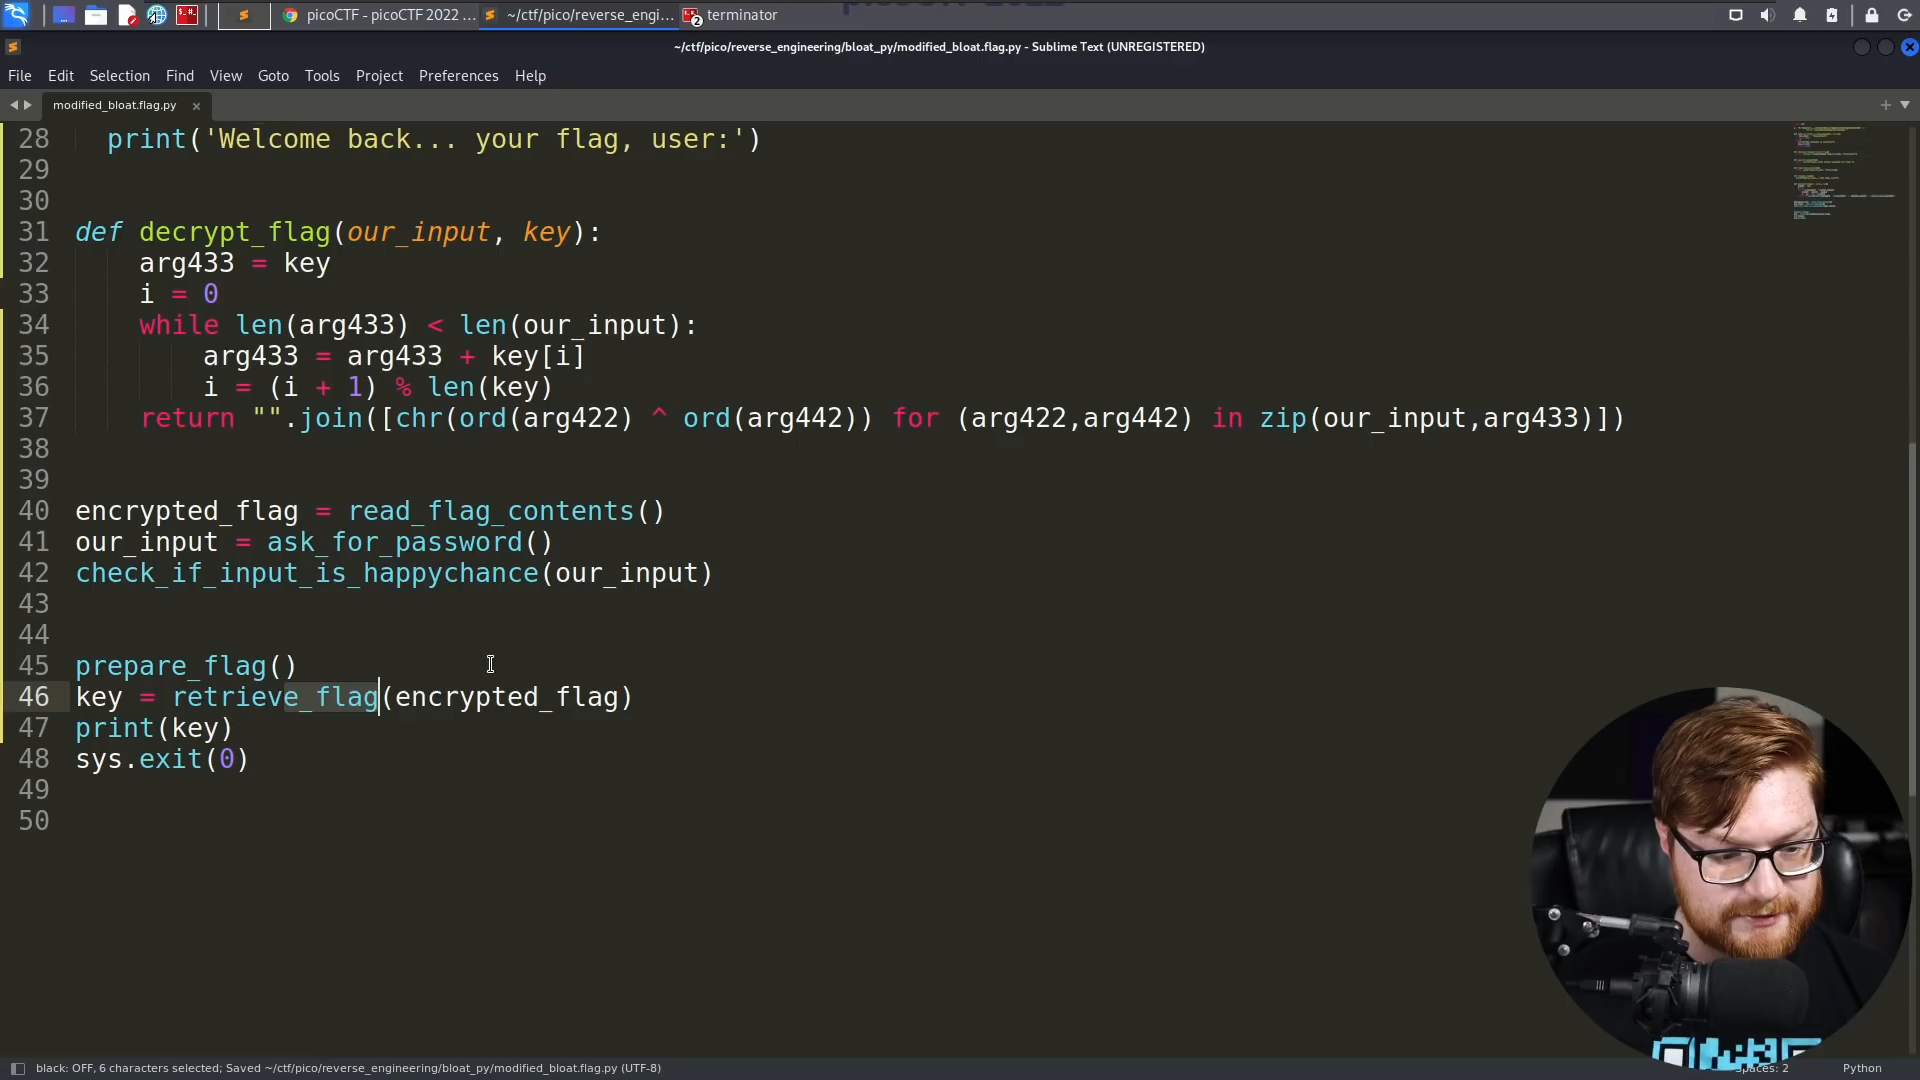 picoCTF - picoCTF 2022 ...
~/ctf/pico/reverse_engi...
2
terminator
~/ctf/pico/reverse_engineering/bloat_py/modified_bloat.flag.py - Sublime Text (UNREGISTERED)
File Edit Selection Find View Goto Tools Project Preferences Help
modified_bloat.flag.py
28 print('Welcome back... your flag, user:')
29
30
31 def decrypt_flag(our_input, key):
32 arg433 = key
33 i = 0
34 while len(arg433) < len(our_input):
35 arg433 = arg433 + key[i]
36 i = (i + 1) % len(key)
37 return "".join([chr(ord(arg422) ^ ord(arg442)) for (arg422,arg442) in zip(our_input,arg433)])
38
39
40 encrypted_flag = read_flag_contents()
41 our_input = ask_for_password()
42 check_if_input_is_happychance(our_input)
43
44
45 prepare_flag()
46 key = retrieve_flag(encrypted_flag)
47 print(key)
48 sys.exit(0)
49
50
black: OFF, 6 characters selected; Saved ~/ctf/pico/reverse_engineering/bloat_py/modified_bloat.flag.py (UTF-8)
Spaces: 2
Python